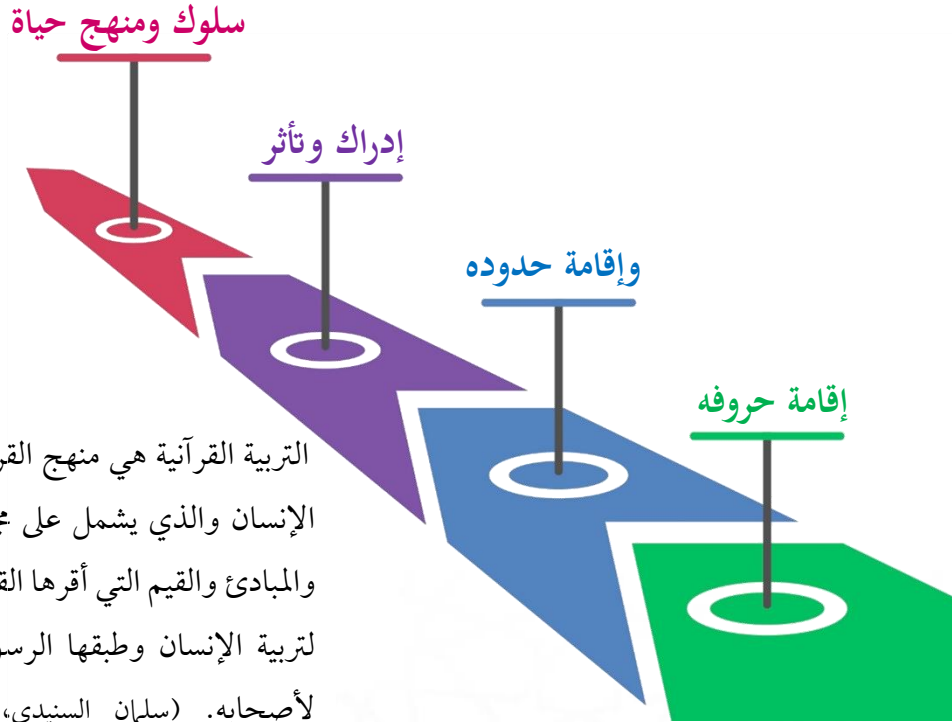 سلوك ومنهج حياة
إدراك وتأثر
وإقامة حدوده
إقامة حروفه
التربية القرآنية هي منهج
الإنسان والذي يشمل على
والمبادئ والقيم التي أقرها
لتربية الإنسان وطبقها
لأصحابه. (سلمان السنيدي،